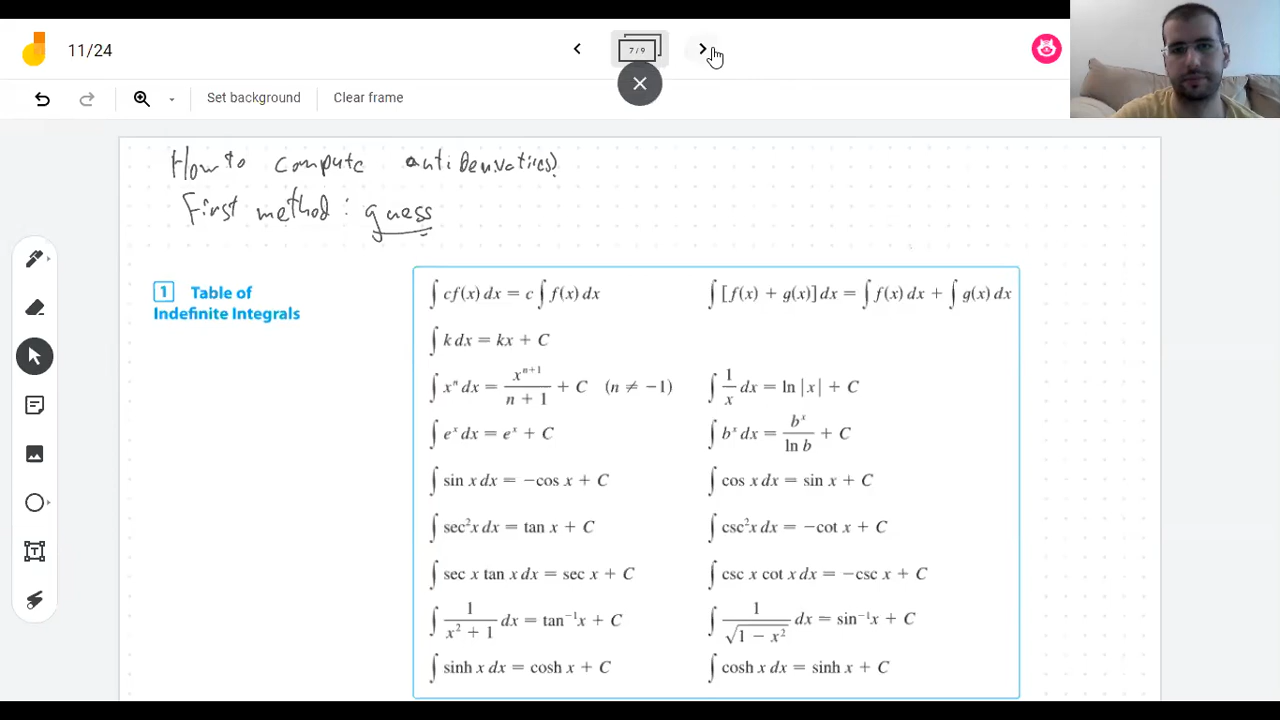 11/24
7 / 9
Set background
Clear frame
How to compute antiderivatives?
First method: guess
1 Table of
Indefinite Integrals
∫ cf(x) dx = c ∫ f(x) dx
∫ [f(x) + g(x)] dx = ∫ f(x) dx + ∫ g(x) dx
∫ k dx = kx + C
∫ xⁿ dx = xⁿ⁺¹/(n + 1) + C (n ≠ −1)
∫ 1/x dx = ln |x| + C
∫ eˣ dx = eˣ + C
∫ bˣ dx = bˣ/ln b + C
∫ sin x dx = −cos x + C
∫ cos x dx = sin x + C
∫ sec²x dx = tan x + C
∫ csc²x dx = −cot x + C
∫ sec x tan x dx = sec x + C
∫ csc x cot x dx = −csc x + C
∫ 1/(x² + 1) dx = tan⁻¹x + C
∫ 1/√(1 − x²) dx = sin⁻¹x + C
∫ sinh x dx = cosh x + C
∫ cosh x dx = sinh x + C